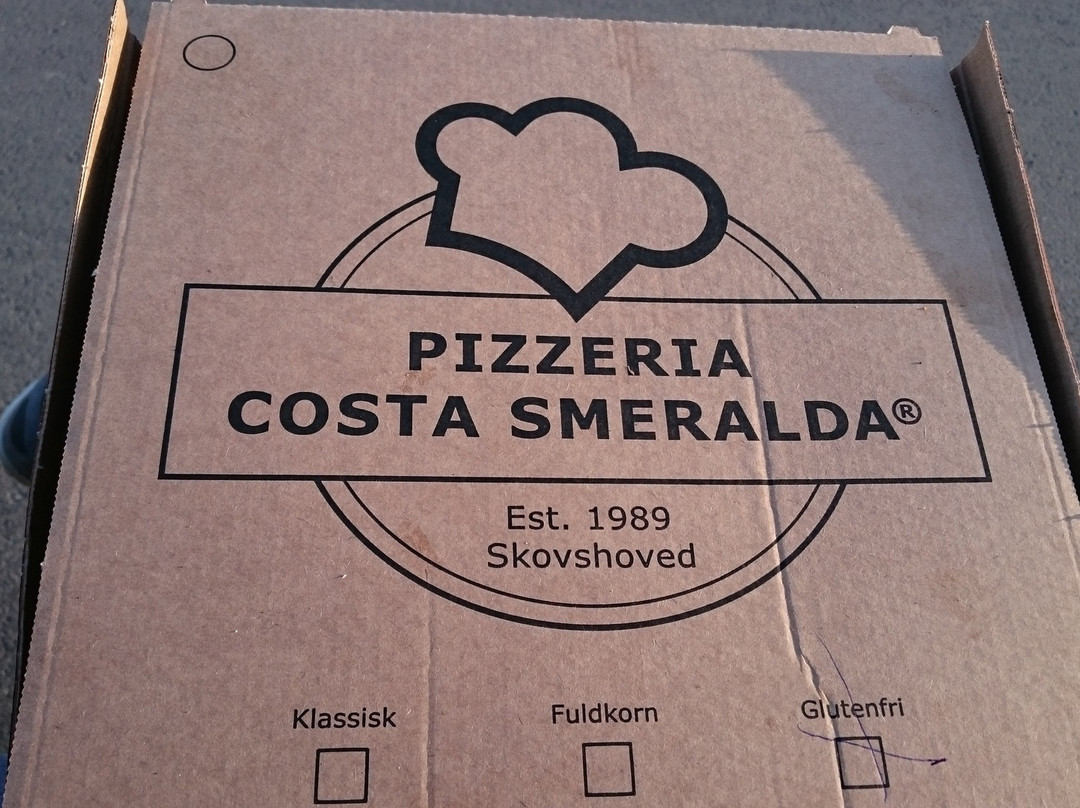 PIZZERIA
COSTA SMERALDA®
Est. 1989
Skovshoved
Klassisk Fuldkorn Glutenfri